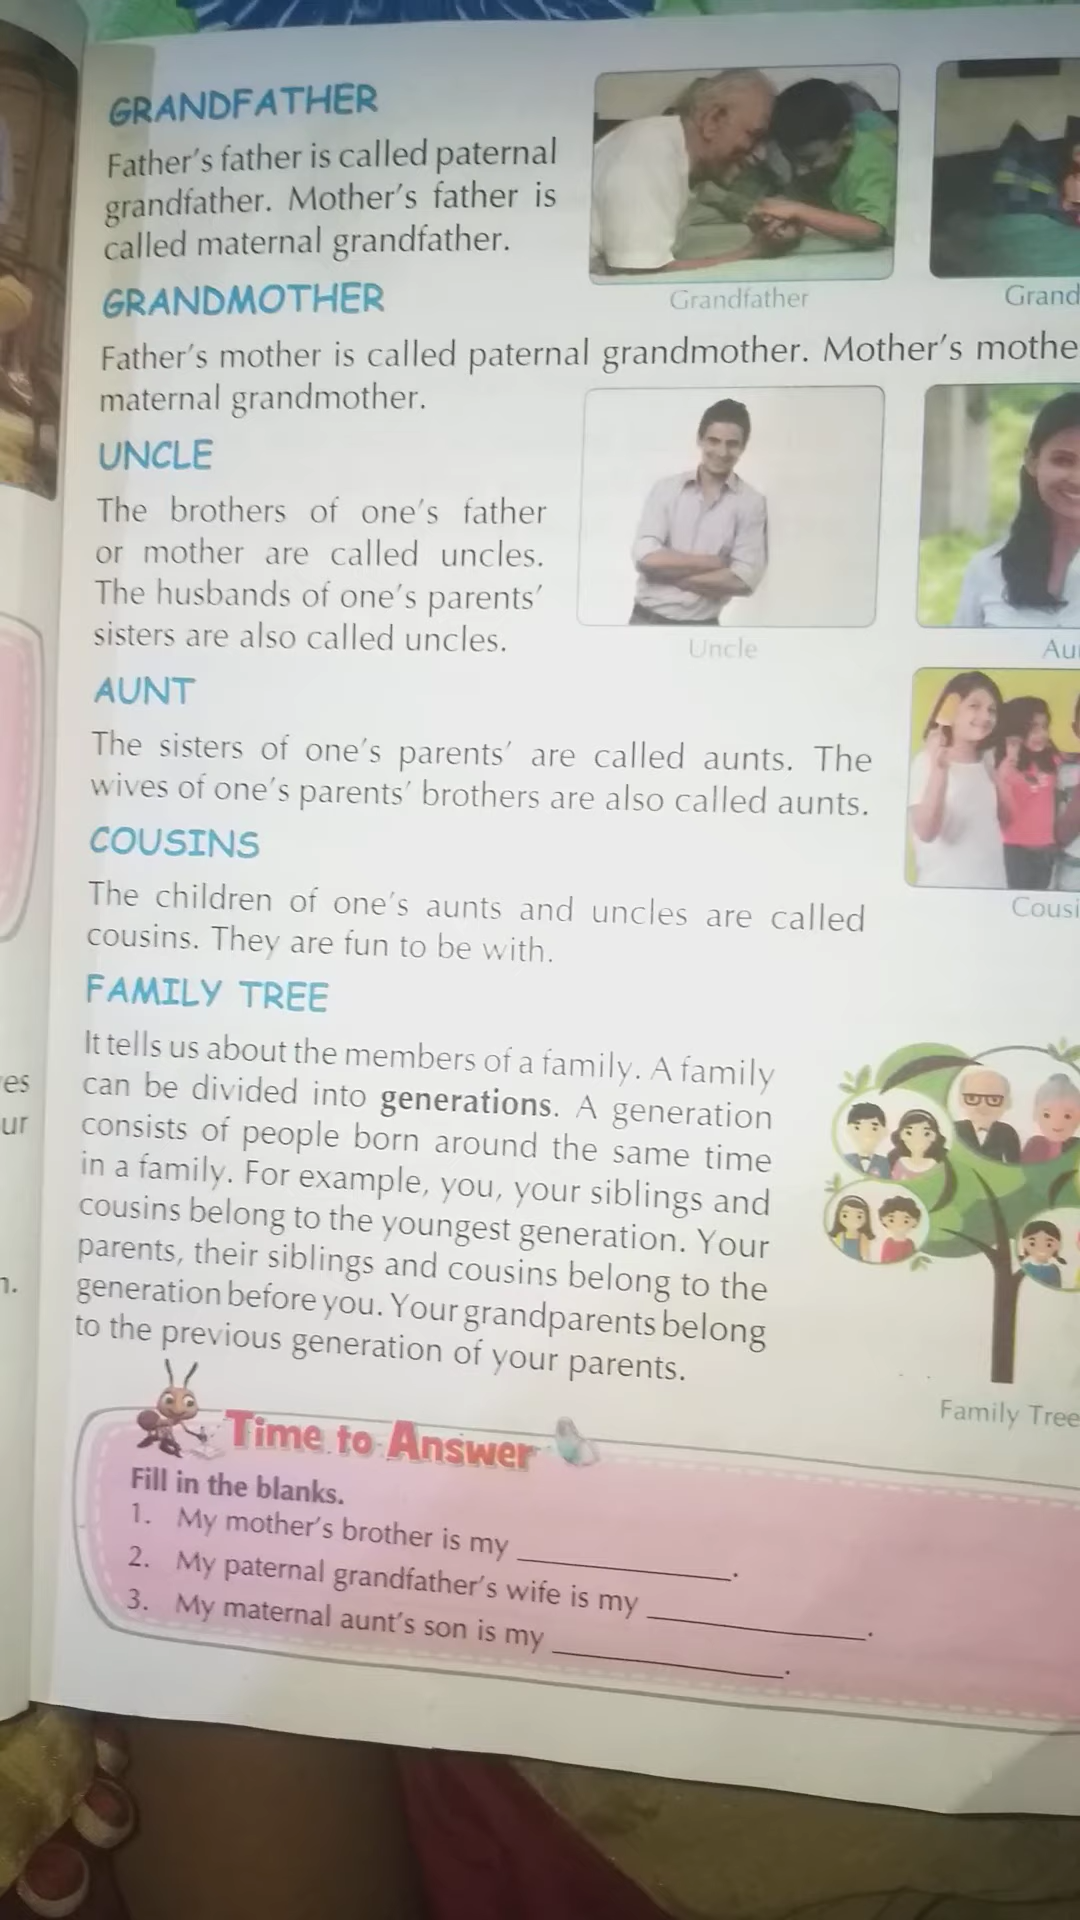 GRANDFATHER
Father's father is called paternal
grandfather. Mother's father is
called maternal grandfather.
Grandfather
Grand
GRANDMOTHER
Father's mother is called paternal grandmother. Mother's mothe
maternal grandmother.
UNCLE
The brothers of one's father
or mother are called uncles.
The husbands of one's parents'
sisters are also called uncles.
Uncle
Au
AUNT
The sisters of one's parents' are called aunts. The
wives of one's parents' brothers are also called aunts.
COUSINS
The children of one's aunts and uncles are called
cousins. They are fun to be with.
Cousi
FAMILY TREE
It tells us about the members of a family. A family
can be divided into generations. A generation
consists of people born around the same time
in a family. For example, you, your siblings and
cousins belong to the youngest generation. Your
parents, their siblings and cousins belong to the
generation before you. Your grandparents belong
to the previous generation of your parents.
Family Tree
es
ur
Time to Answer
Fill in the blanks.
1. My mother's brother is my ____________.
2. My paternal grandfather's wife is my ____________.
3. My maternal aunt's son is my ____________.